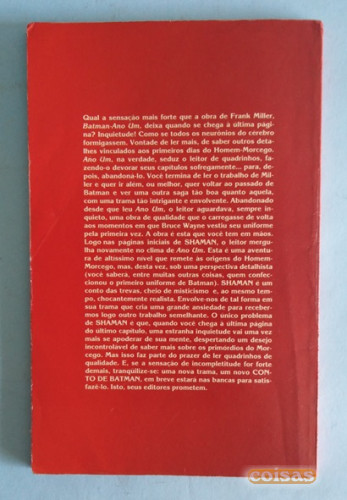 Qual a sensação mais forte que a obra de Frank Miller,
Batman-Ano Um, deixa quando se chega à última pági-
na? Inquietude! Como se todos os neurônios do cerebro
formigassem. Vontade de ler mais, de saber outros deta-
lhes vinculados aos primeiros dias do Homem-Morcego.
Ano Um, na verdade, seduz o leitor de quadrinhos, fa-
zendo-o devorar seus capítulos sofregamente... para, de-
pois, abandoná-lo. Você termina de ler o trabalho de Mil-
ler e quer ir além, ou melhor, quer voltar ao passado de
Batman e ver uma outra saga tão boa quanto aquela,
com uma trama tão intrigante e envolvente. Abandonado
desde que leu Ano Um, o leitor aguardava, sempre in-
quieto, uma obra de qualidade que o carregasse de volta
aos momentos em que Bruce Wayne vestiu seu uniforme
pela primeira vez. A obra é esta que você tem em mãos.
Logo nas páginas iniciais de SHAMAN, o leitor mergu-
lha novamente no clima de Ano Um. Esta é uma aventu-
ra de altíssimo nível que remete às origens do Homem-
Morcego, mas, desta vez, sob uma perspectiva detalhista
(você saberá, entre muitas outras coisas, quem confec-
cionou o primeiro uniforme de Batman). SHAMAN é um
conto das trevas, cheio de misticismo e, ao mesmo tem-
po, chocantemente realista. Envolve-nos de tal forma em
sua trama que cria uma grande ansiedade para receber-
mos logo outro trabalho semelhante. O único problema
de SHAMAN é que, quando você chega à última página
do último capítulo, uma estranha inquietude vai uma vez
mais se apoderar de sua mente, despertando um desejo
incontrolável de saber mais sobre os primórdios do Mor-
cego. Mas isso faz parte do prazer de ler quadrinhos de
qualidade. E, se a sensação de incompletitude for forte
demais, tranqüilize-se: uma nova trama, um novo CON-
TO DE BATMAN, em breve estará nas bancas para satis-
fazê-lo. Isto, seus editores prometem.
coisas